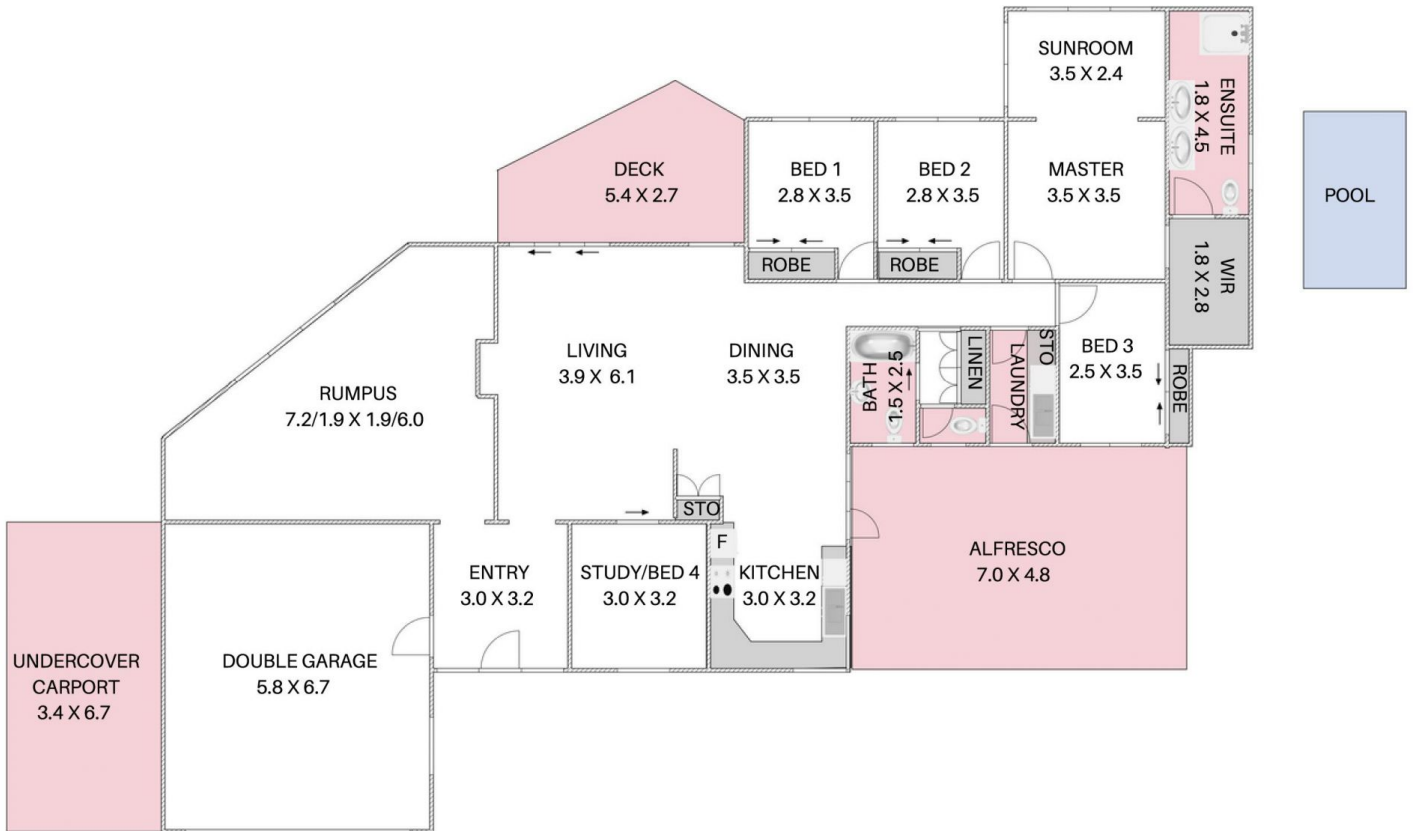 SUNROOM
3.5 X 2.4
ENSUITE
1.8 X 4.5
DECK
5.4 X 2.7
BED 1
2.8 X 3.5
BED 2
2.8 X 3.5
MASTER
3.5 X 3.5
POOL
ROBE
ROBE
WIR
1.8 X 2.8
RUMPUS
7.2/1.9 X 1.9/6.0
LIVING
3.9 X 6.1
DINING
3.5 X 3.5
BATH
1.5 X 2.5
LINEN
LAUNDRY
STO
BED 3
2.5 X 3.5
ROBE
STO
F
ENTRY
3.0 X 3.2
STUDY/BED 4
3.0 X 3.2
KITCHEN
3.0 X 3.2
ALFRESCO
7.0 X 4.8
UNDERCOVER
CARPORT
3.4 X 6.7
DOUBLE GARAGE
5.8 X 6.7